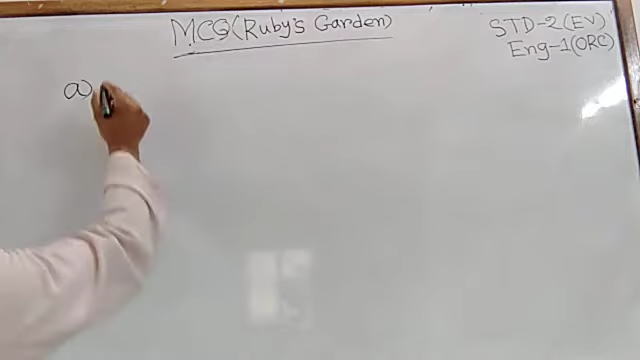 MCQ (Ruby's Garden)
STD-2(EV)
Eng-1(ORC)
a)